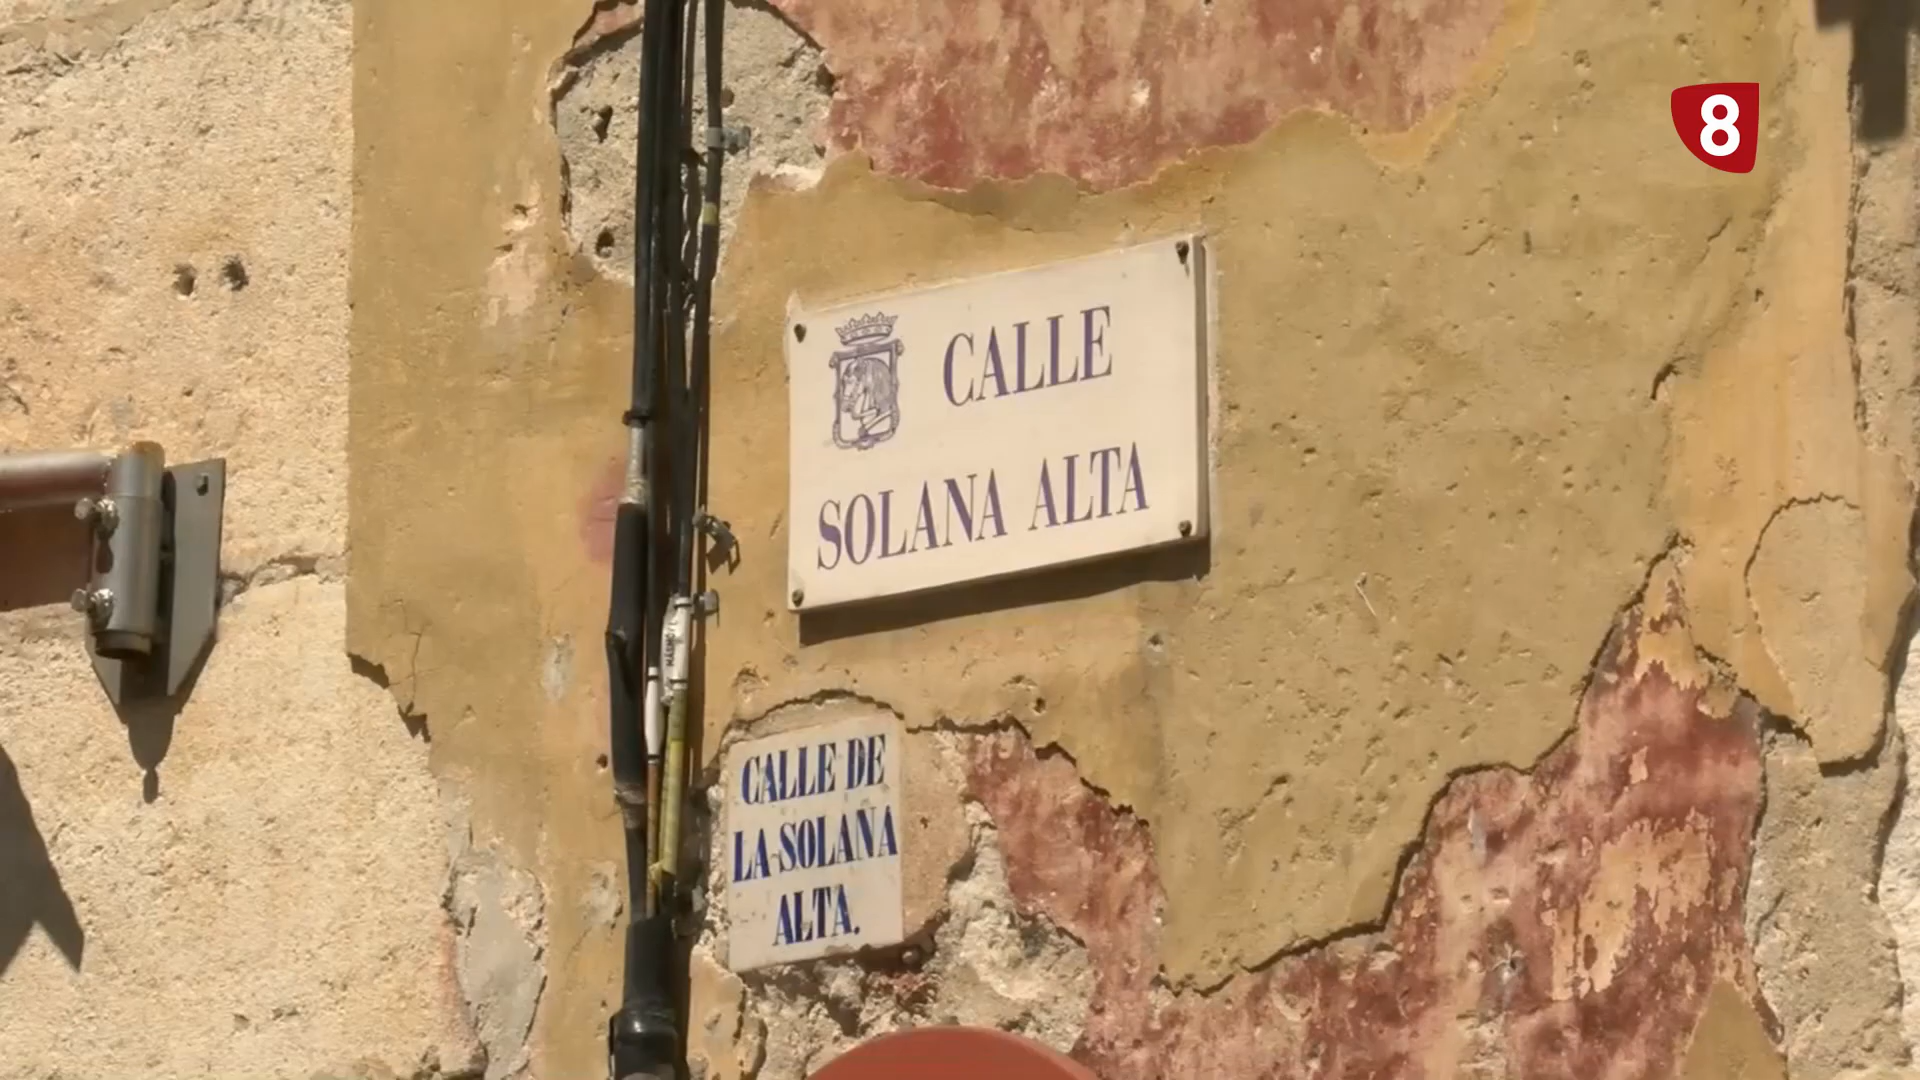 8
CALLE
SOLANA ALTA
CALLE DE
LA SOLANA
ALTA.